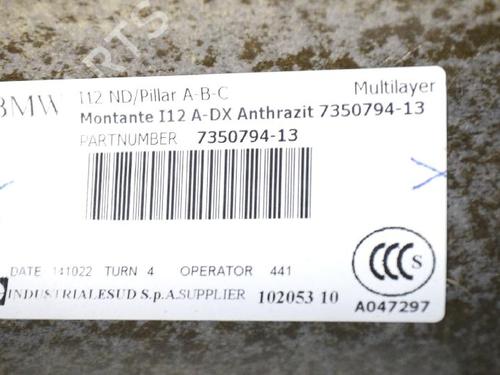 BMW I12 ND/Pillar A-B-C Multilayer
Montante I12 A-DX Anthrazit 7350794-13
PARTNUMBER 7350794-13
CCC S
DATE 141022 TURN 4 OPERATOR 441
INDUSTRIALESUD S.p.A. SUPPLIER 102053 10
A047297
PARTS